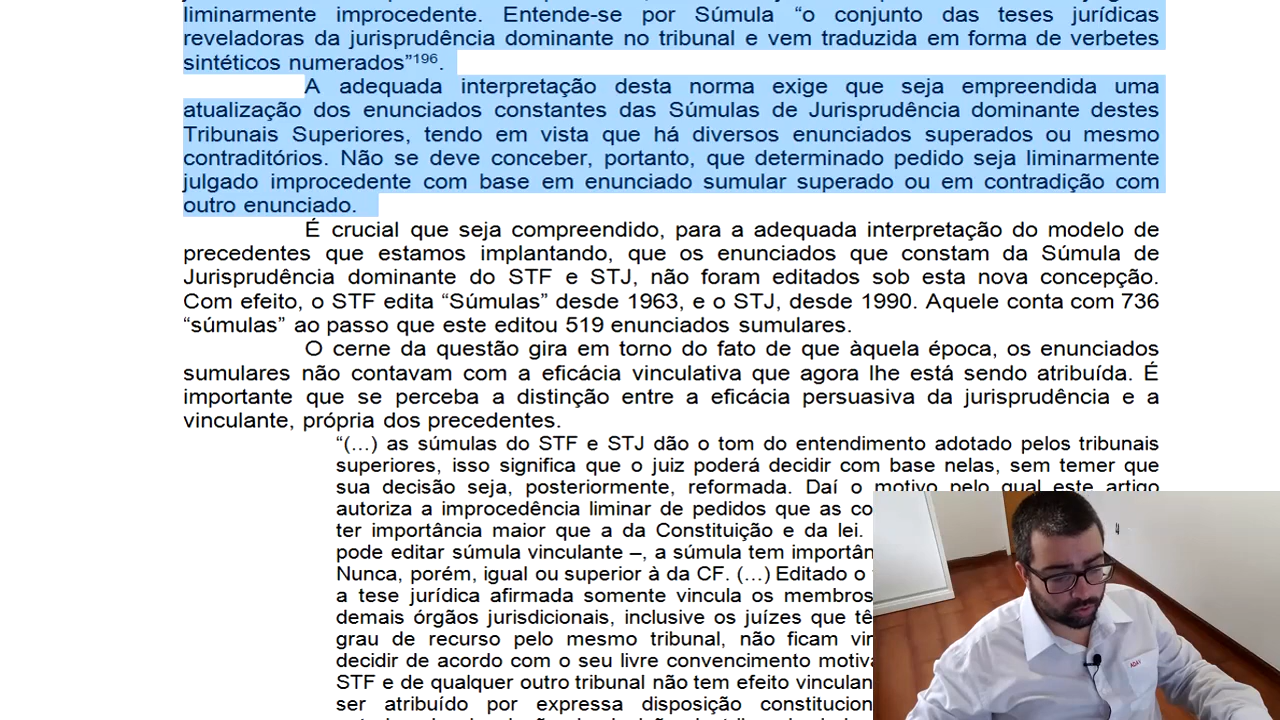 liminarmente improcedente. Entende-se por Súmula “o conjunto das teses jurídicas
reveladoras da jurisprudência dominante no tribunal e vem traduzida em forma de verbetes
sintéticos numerados”¹⁹⁶.
A adequada interpretação desta norma exige que seja empreendida uma
atualização dos enunciados constantes das Súmulas de Jurisprudência dominante destes
Tribunais Superiores, tendo em vista que há diversos enunciados superados ou mesmo
contraditórios. Não se deve conceber, portanto, que determinado pedido seja liminarmente
julgado improcedente com base em enunciado sumular superado ou em contradição com
outro enunciado.
É crucial que seja compreendido, para a adequada interpretação do modelo de
precedentes que estamos implantando, que os enunciados que constam da Súmula de
Jurisprudência dominante do STF e STJ, não foram editados sob esta nova concepção.
Com efeito, o STF edita “Súmulas” desde 1963, e o STJ, desde 1990. Aquele conta com 736
“súmulas” ao passo que este editou 519 enunciados sumulares.
O cerne da questão gira em torno do fato de que àquela época, os enunciados
sumulares não contavam com a eficácia vinculativa que agora lhe está sendo atribuída. É
importante que se perceba a distinção entre a eficácia persuasiva da jurisprudência e a
vinculante, própria dos precedentes.
“(...) as súmulas do STF e STJ dão o tom do entendimento adotado pelos tribunais
superiores, isso significa que o juiz poderá decidir com base nelas, sem temer que
sua decisão seja, posteriormente, reformada. Daí o motivo pelo qual este artigo
autoriza a improcedência liminar de pedidos que as
ter importância maior que a da Constituição e da lei.
pode editar súmula vinculante –, a súmula tem
Nunca, porém, igual ou superior à da CF. (...) Editado o
a tese jurídica afirmada somente vincula os membros
demais órgãos jurisdicionais, inclusive os juízes que
grau de recurso pelo mesmo tribunal, não ficam
decidir de acordo com o seu livre convencimento
STF e de qualquer outro tribunal não tem efeito
ser atribuído por expressa disposição